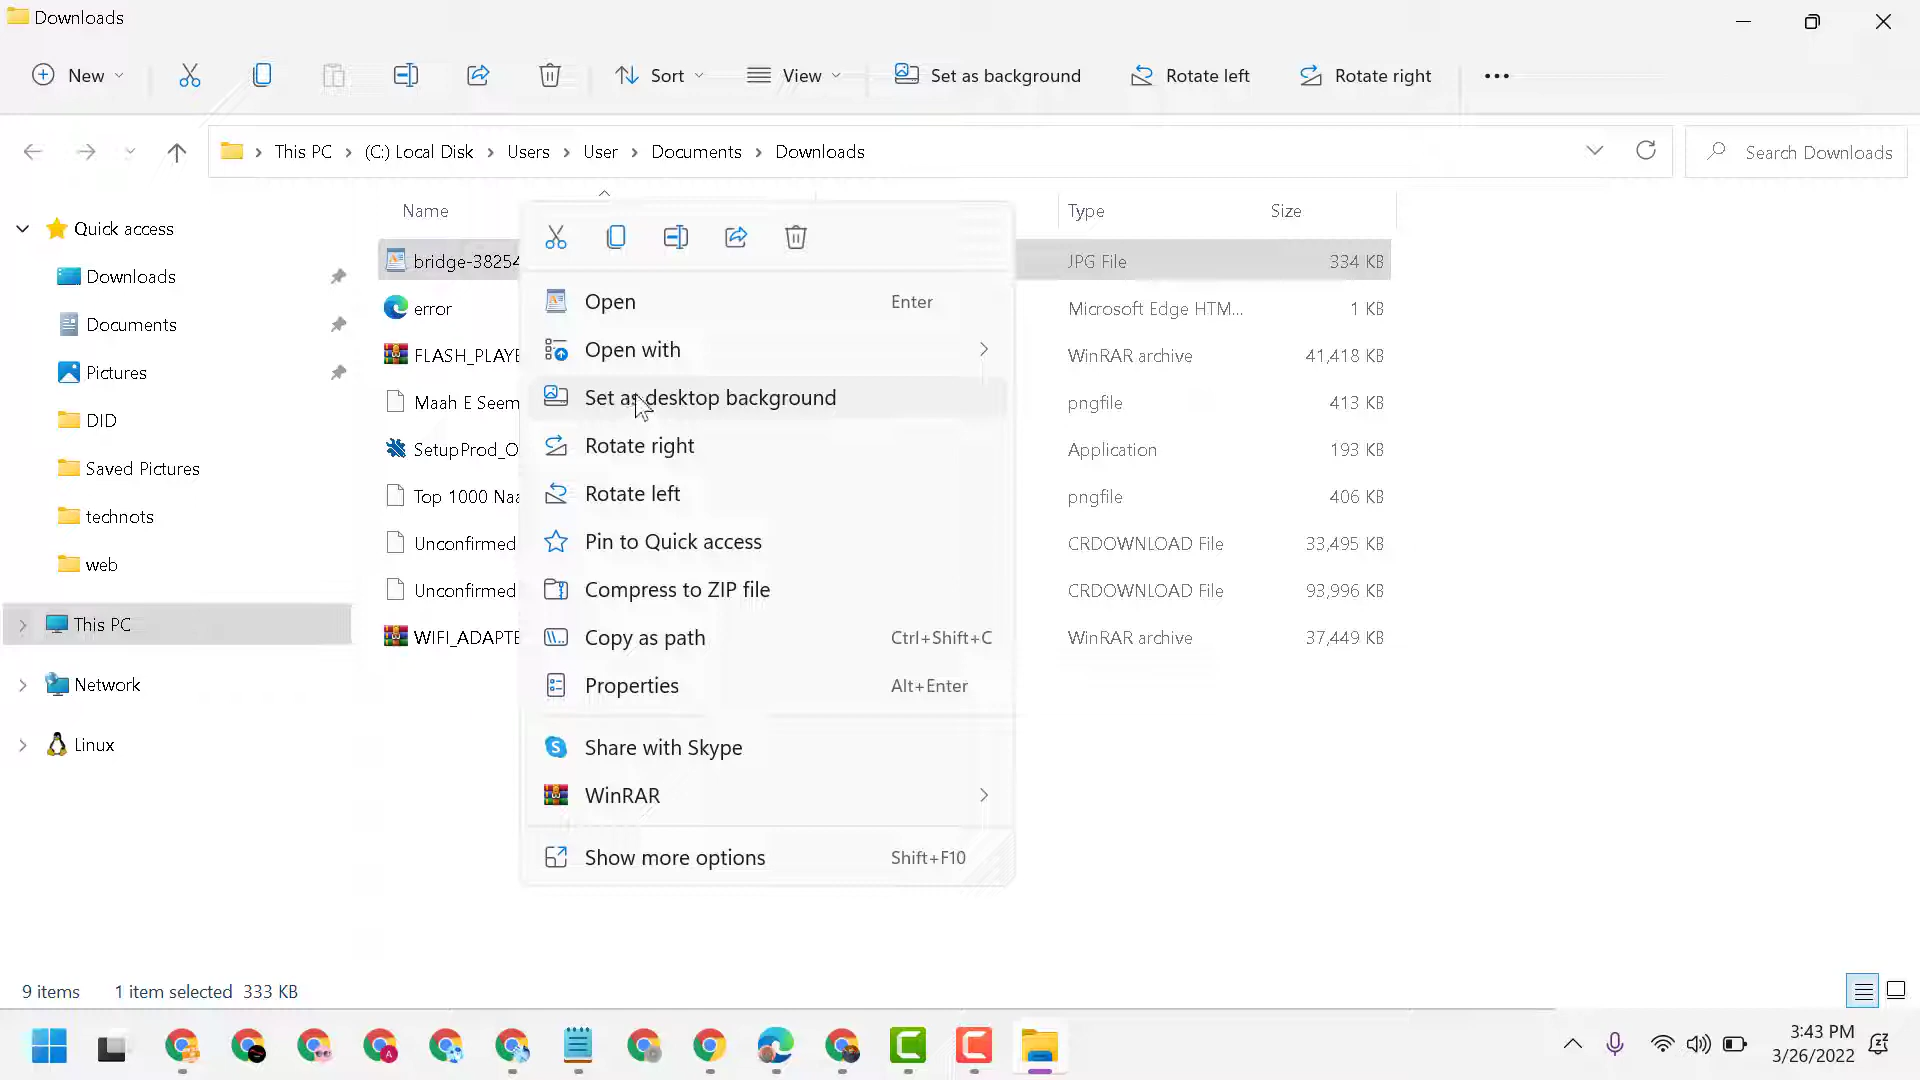 Downloads
New
Sort
View
Set as background
Rotate left
Rotate right
This PC
(C:) Local Disk
Users
User
Documents
Downloads
Search Downloads
Quick access
Downloads
Documents
Pictures
DID
Saved Pictures
technots
web
This PC
Network
Linux
Name
Type
Size
bridge-38254
JPG File
334 KB
error
Microsoft Edge HTM...
1 KB
FLASH_PLAYE
WinRAR archive
41,418 KB
Maah E Seem
pngfile
413 KB
SetupProd_O
Application
193 KB
Top 1000 Naa
pngfile
406 KB
Unconfirmed
CRDOWNLOAD File
33,495 KB
Unconfirmed
CRDOWNLOAD File
93,996 KB
WIFI_ADAPTE
WinRAR archive
37,449 KB
Open
Enter
Open with
Set as desktop background
Rotate right
Rotate left
Pin to Quick access
Compress to ZIP file
Copy as path
Ctrl+Shift+C
Properties
Alt+Enter
Share with Skype
WinRAR
Show more options
Shift+F10
9 items
1 item selected 333 KB
3:43 PM
3/26/2022